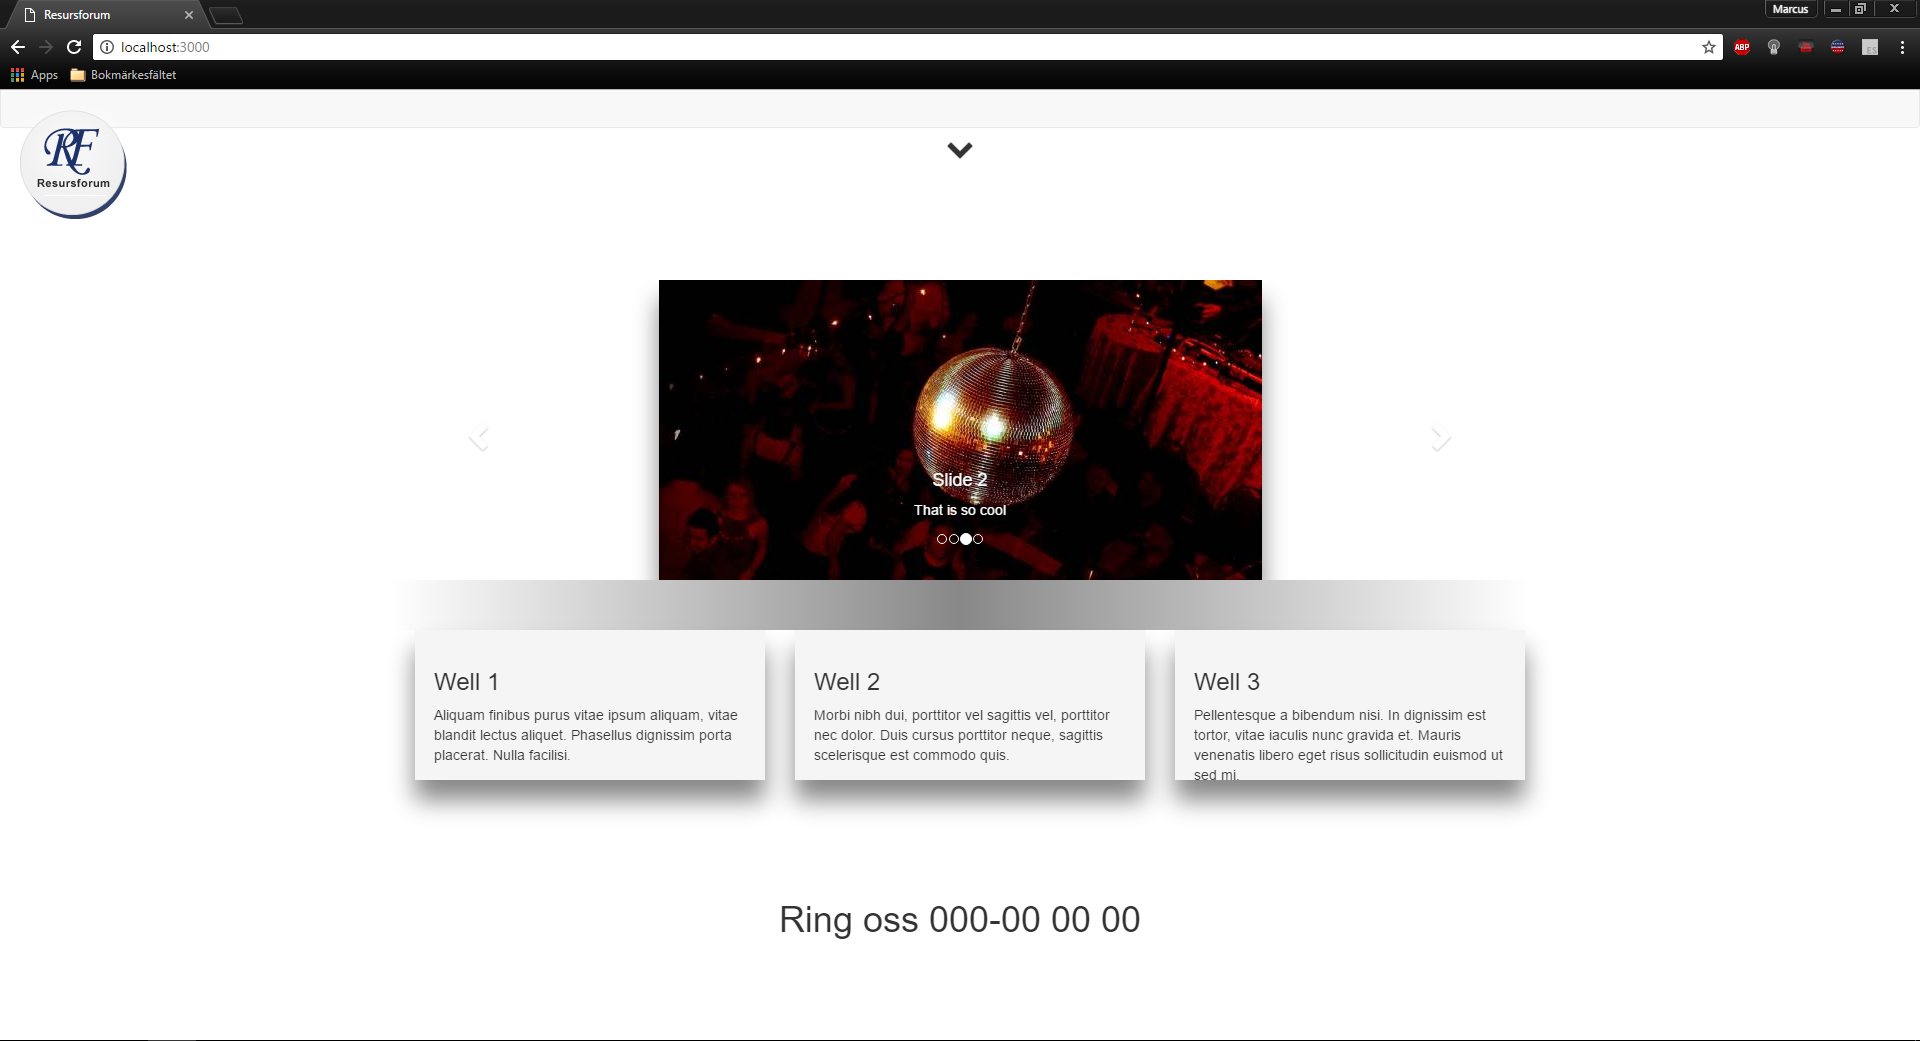 Resursforum
Marcus
localhost:3000
ABP
ES
Apps
Bokmärkesfältet
RF
Resursforum
Slide 2
That is so cool
Well 1
Aliquam finibus purus vitae ipsum aliquam, vitae
blandit lectus aliquet. Phasellus dignissim porta
placerat. Nulla facilisi.
Well 2
Morbi nibh dui, porttitor vel sagittis vel, porttitor
nec dolor. Duis cursus porttitor neque, sagittis
scelerisque est commodo quis.
Well 3
Pellentesque a bibendum nisi. In dignissim est
tortor, vitae iaculis nunc gravida et. Mauris
venenatis libero eget risus sollicitudin euismod ut
sed mi.
Ring oss 000-00 00 00